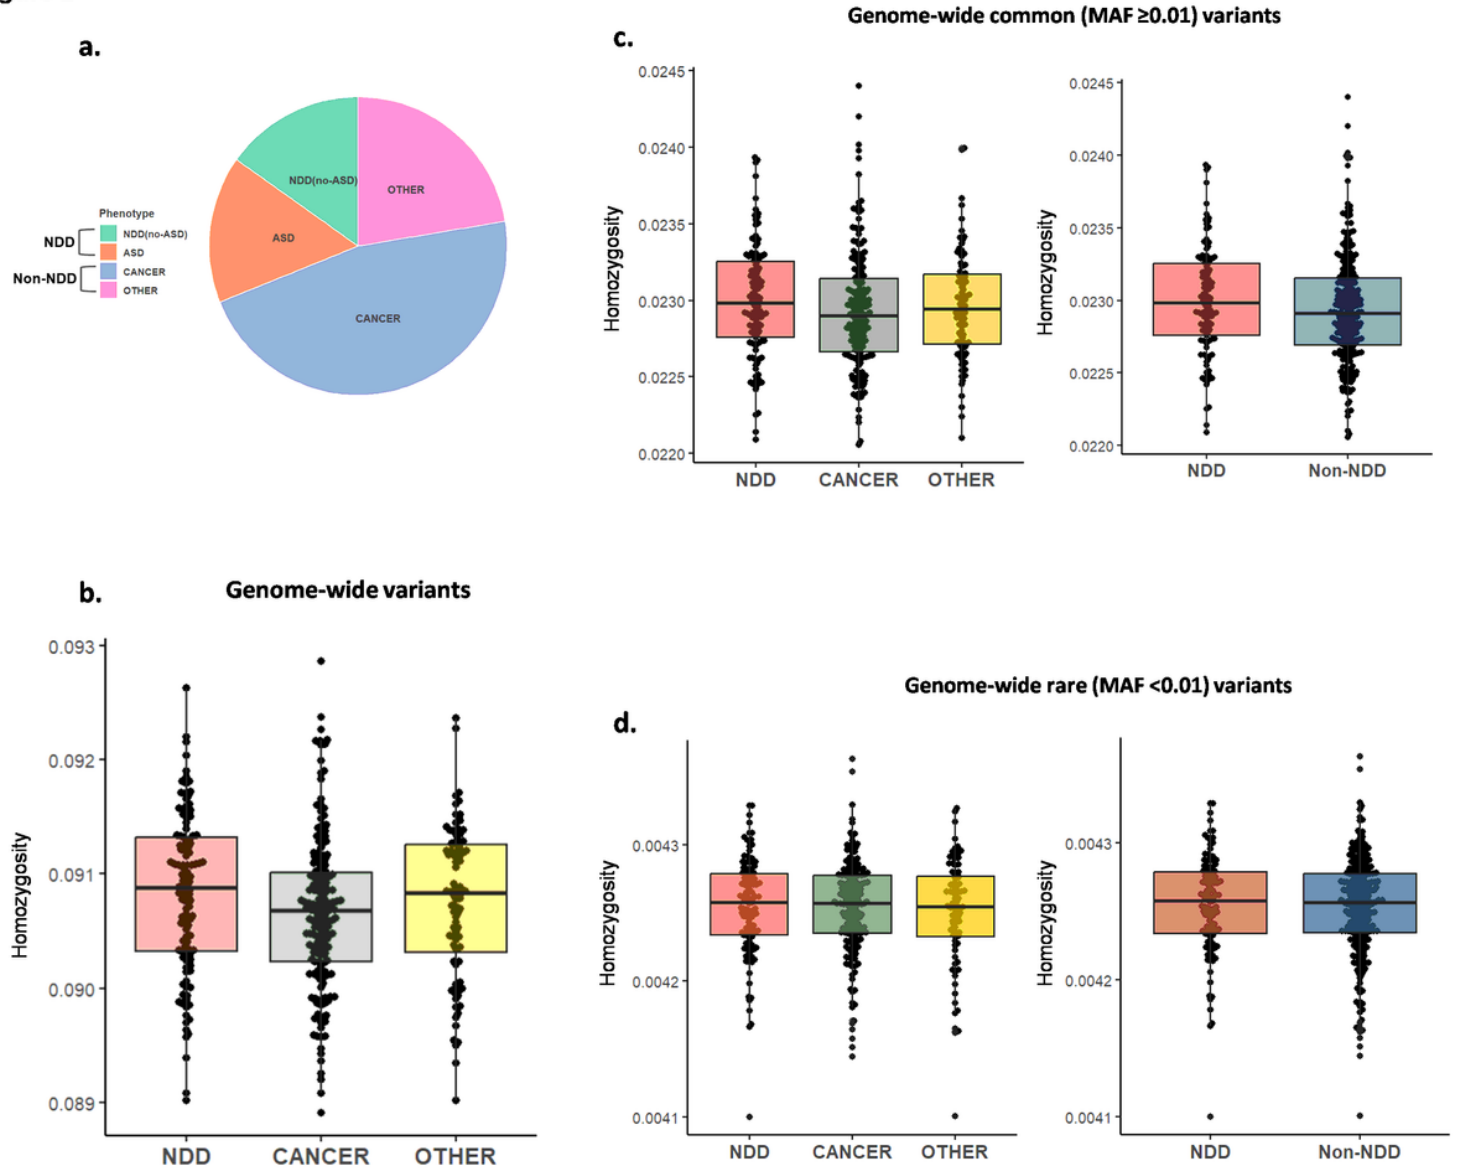 a.
NDD(no-ASD)
OTHER
ASD
CANCER
Phenotype
NDD
NDD(no-ASD)
ASD
Non-NDD
CANCER
OTHER
b.
Genome-wide variants
Homozygosity
0.093
0.092
0.091
0.090
0.089
NDD CANCER OTHER
Genome-wide common (MAF ≥0.01) variants
c.
Homozygosity
0.0245
0.0240
0.0235
0.0230
0.0225
0.0220
NDD CANCER OTHER
Homozygosity
0.0245
0.0240
0.0235
0.0230
0.0225
0.0220
NDD Non-NDD
Genome-wide rare (MAF <0.01) variants
d.
Homozygosity
0.0043
0.0042
0.0041
NDD CANCER OTHER
Homozygosity
0.0043
0.0042
0.0041
NDD Non-NDD